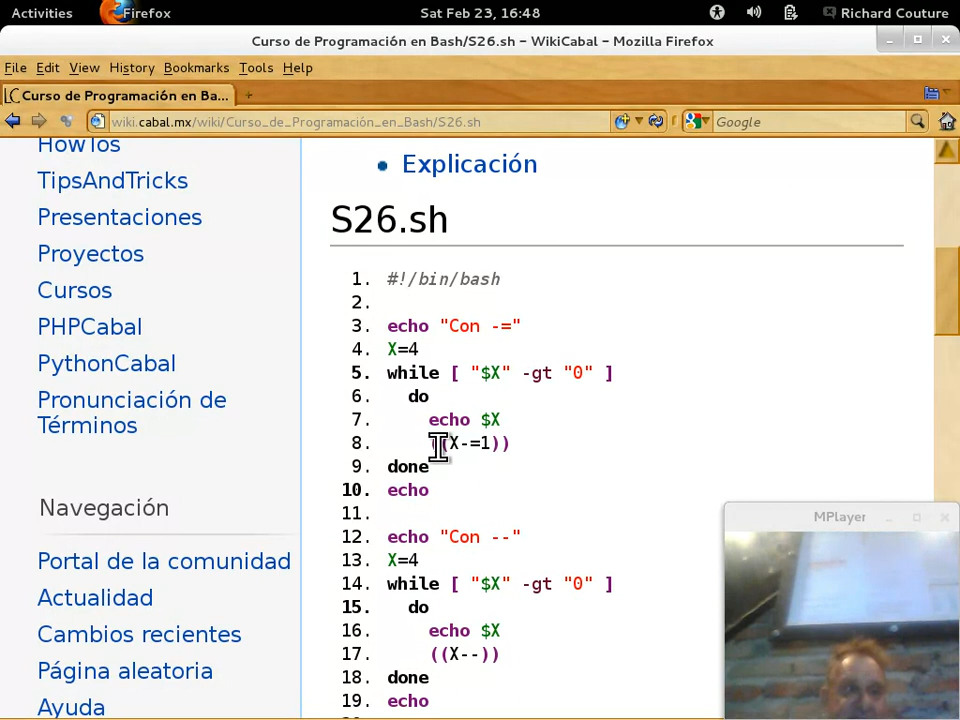 Activities Firefox Sat Feb 23, 16:48 Richard Couture
Curso de Programación en Bash/S26.sh - WikiCabal - Mozilla Firefox
File Edit View History Bookmarks Tools Help
Curso de Programación en Ba...
wiki.cabal.mx/wiki/Curso_de_Programación_en_Bash/S26.sh Google
HowTos
TipsAndTricks
Presentaciones
Proyectos
Cursos
PHPCabal
PythonCabal
Pronunciación de
Términos
Navegación
Portal de la comunidad
Actualidad
Cambios recientes
Página aleatoria
Ayuda
Explicación
S26.sh
1. #!/bin/bash
2.
3. echo "Con -="
4. X=4
5. while [ "$X" -gt "0" ]
6. do
7. echo $X
8. ((X-=1))
9. done
10. echo
11.
12. echo "Con --"
13. X=4
14. while [ "$X" -gt "0" ]
15. do
16. echo $X
17. ((X--))
18. done
19. echo
MPlayer